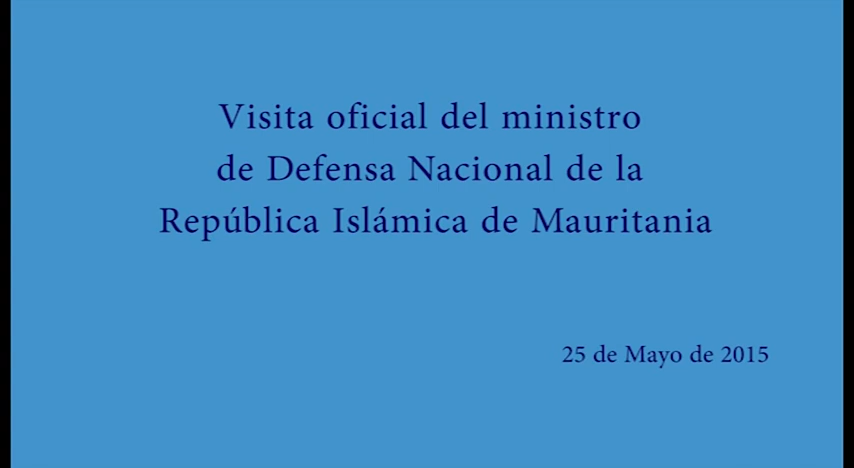 Visita oficial del ministro
de Defensa Nacional de la
República Islámica de Mauritania
25 de Mayo de 2015